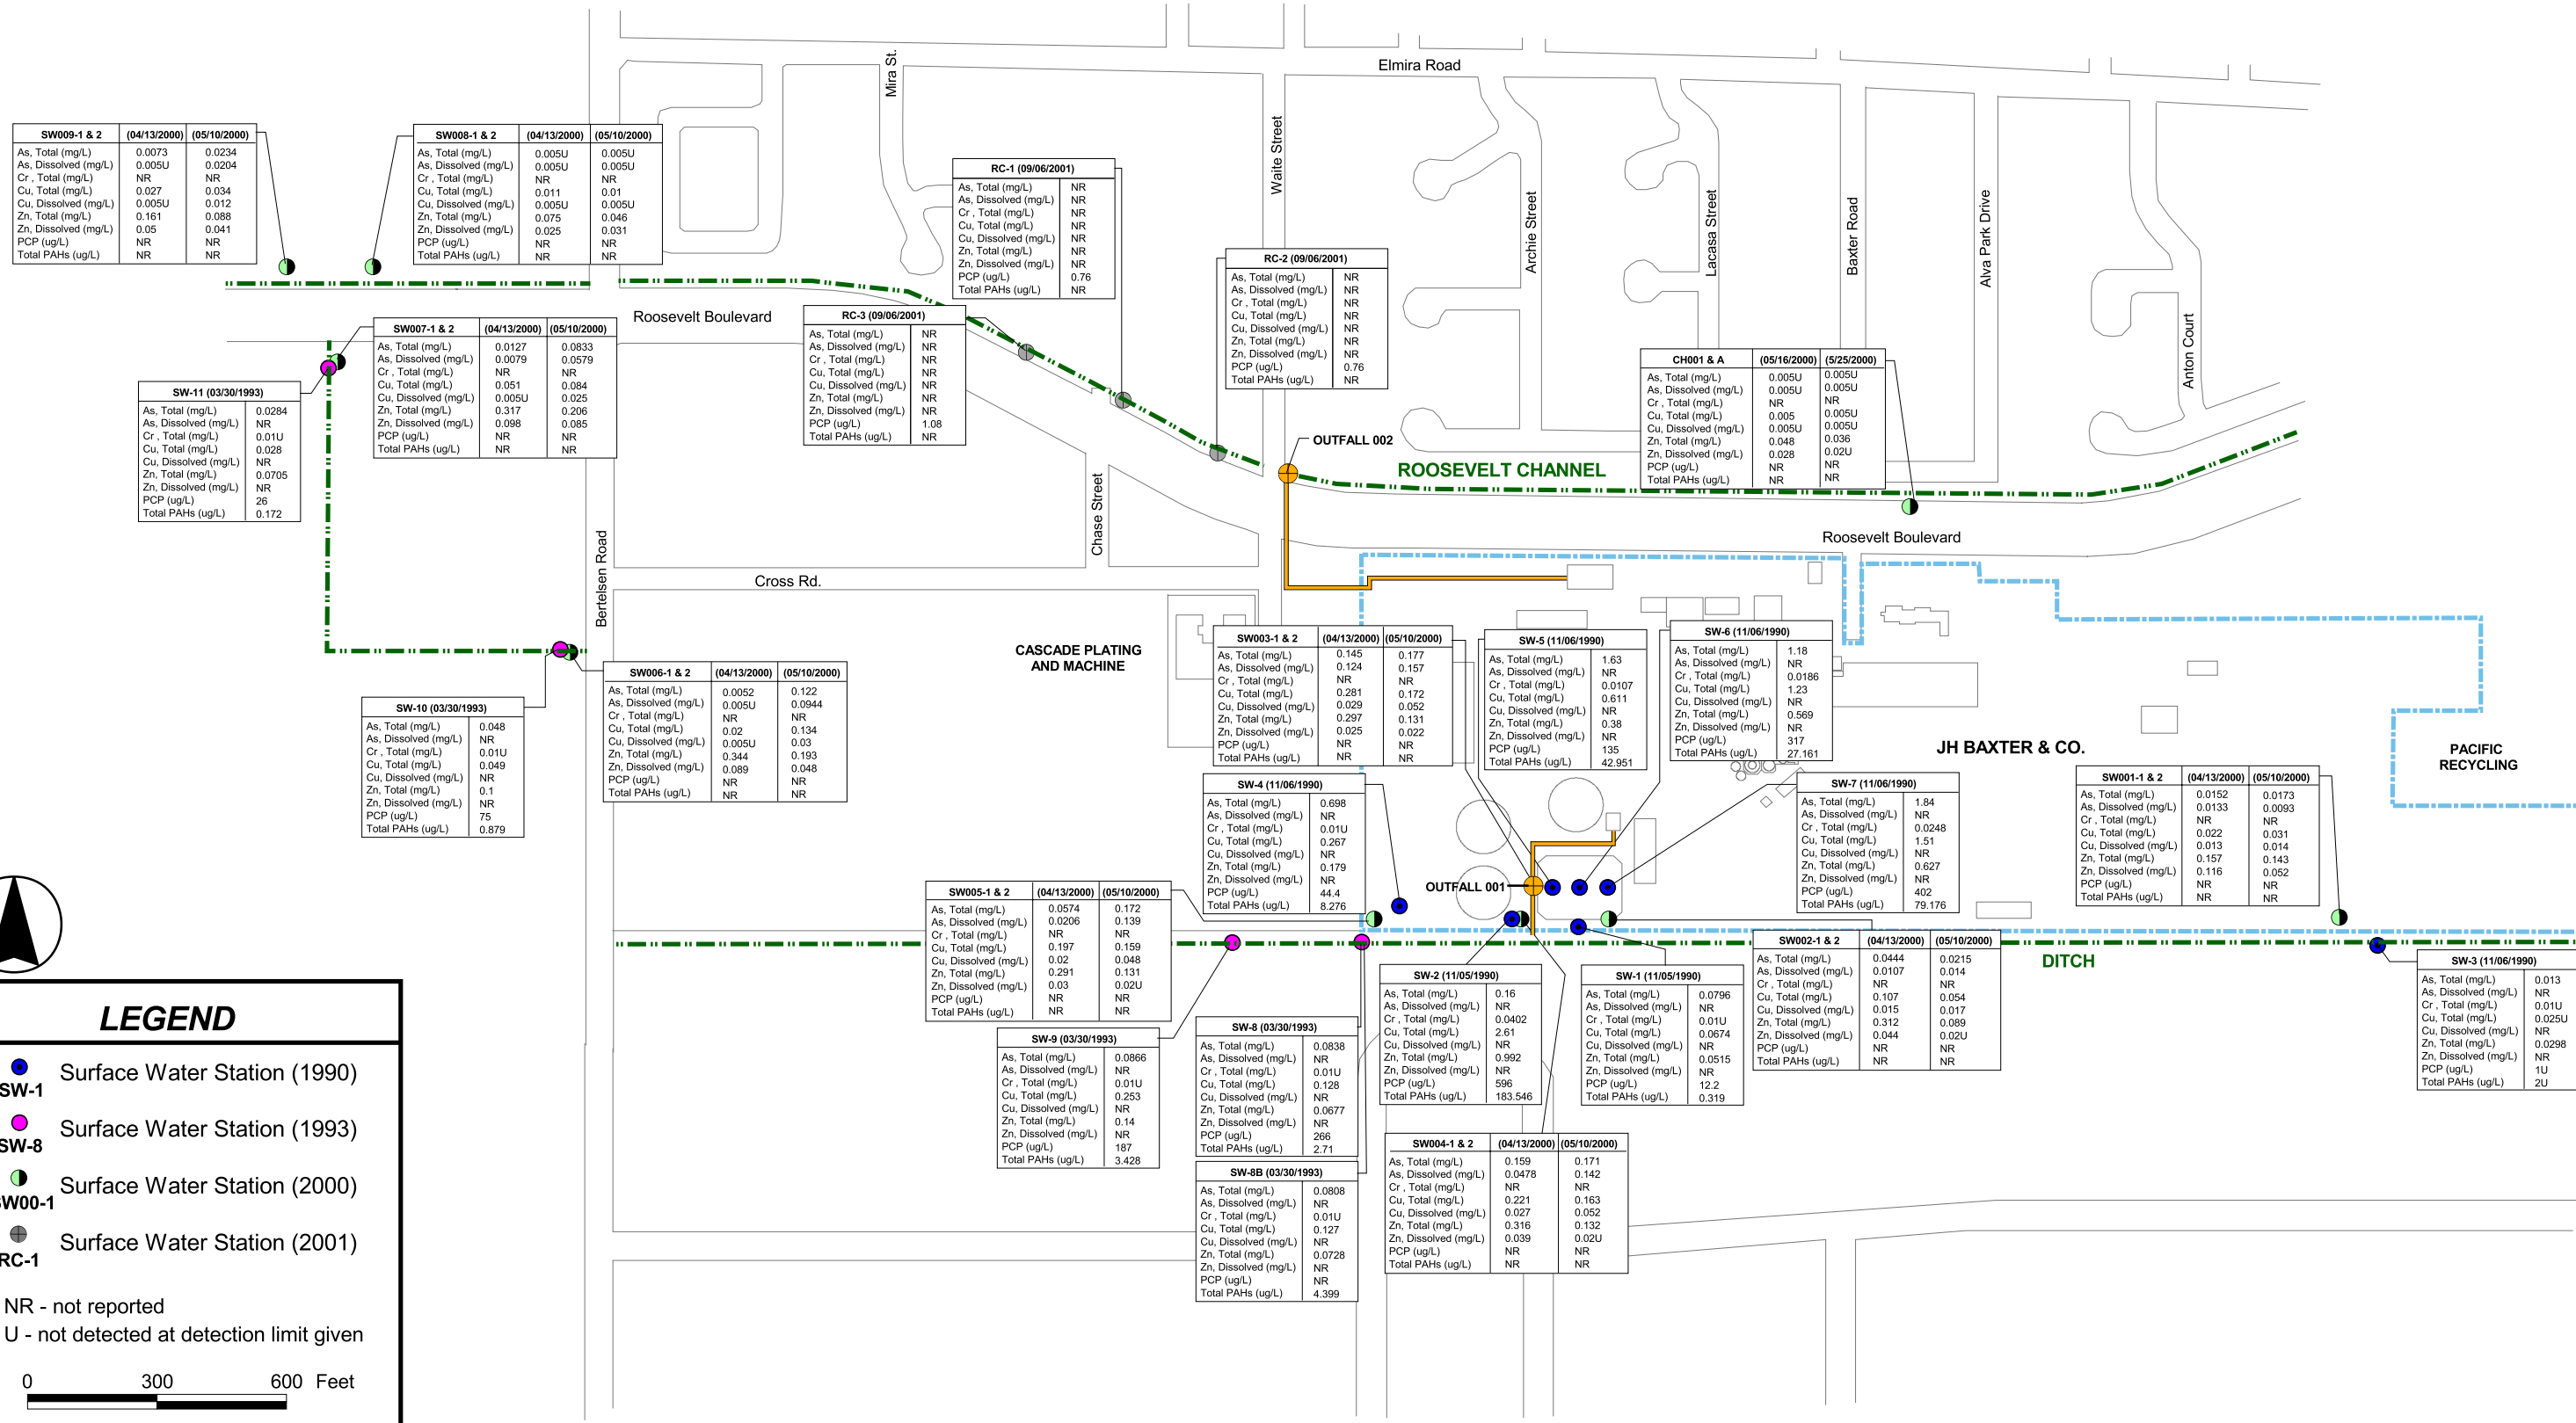 Elmira Road
Mira St.
Waite Street
Archie Street
Lacasa Street
Baxter Road
Alva Park Drive
Anton Court
SW009-1 & 2 (04/13/2000) (05/10/2000)
As, Total (mg/L) 0.0073 0.0234
As, Dissolved (mg/L) 0.005U 0.0204
Cr , Total (mg/L) NR NR
Cu, Total (mg/L) 0.027 0.034
Cu, Dissolved (mg/L) 0.005U 0.012
Zn, Total (mg/L) 0.161 0.088
Zn, Dissolved (mg/L) 0.05 0.041
PCP (ug/L) NR NR
Total PAHs (ug/L) NR NR
SW008-1 & 2 (04/13/2000) (05/10/2000)
As, Total (mg/L) 0.005U 0.005U
As, Dissolved (mg/L) 0.005U 0.005U
Cr , Total (mg/L) NR NR
Cu, Total (mg/L) 0.011 0.01
Cu, Dissolved (mg/L) 0.005U 0.005U
Zn, Total (mg/L) 0.075 0.046
Zn, Dissolved (mg/L) 0.025 0.031
PCP (ug/L) NR NR
Total PAHs (ug/L) NR NR
RC-1 (09/06/2001)
As, Total (mg/L) NR
As, Dissolved (mg/L) NR
Cr , Total (mg/L) NR
Cu, Total (mg/L) NR
Cu, Dissolved (mg/L) NR
Zn, Total (mg/L) NR
Zn, Dissolved (mg/L) NR
PCP (ug/L) 0.76
Total PAHs (ug/L) NR
RC-2 (09/06/2001)
As, Total (mg/L) NR
As, Dissolved (mg/L) NR
Cr , Total (mg/L) NR
Cu, Total (mg/L) NR
Cu, Dissolved (mg/L) NR
Zn, Total (mg/L) NR
Zn, Dissolved (mg/L) NR
PCP (ug/L) 0.76
Total PAHs (ug/L) NR
Roosevelt Boulevard
RC-3 (09/06/2001)
As, Total (mg/L) NR
As, Dissolved (mg/L) NR
Cr , Total (mg/L) NR
Cu, Total (mg/L) NR
Cu, Dissolved (mg/L) NR
Zn, Total (mg/L) NR
Zn, Dissolved (mg/L) NR
PCP (ug/L) 1.08
Total PAHs (ug/L) NR
SW007-1 & 2 (04/13/2000) (05/10/2000)
As, Total (mg/L) 0.0127 0.0833
As, Dissolved (mg/L) 0.0079 0.0579
Cr , Total (mg/L) NR NR
Cu, Total (mg/L) 0.051 0.084
Cu, Dissolved (mg/L) 0.005U 0.025
Zn, Total (mg/L) 0.317 0.206
Zn, Dissolved (mg/L) 0.098 0.085
PCP (ug/L) NR NR
Total PAHs (ug/L) NR NR
CH001 & A (05/16/2000) (5/25/2000)
As, Total (mg/L) 0.005U 0.005U
As, Dissolved (mg/L) 0.005U 0.005U
Cr , Total (mg/L) NR NR
Cu, Total (mg/L) 0.005 0.005U
Cu, Dissolved (mg/L) 0.005U 0.005U
Zn, Total (mg/L) 0.048 0.036
Zn, Dissolved (mg/L) 0.028 0.02U
PCP (ug/L) NR NR
Total PAHs (ug/L) NR NR
SW-11 (03/30/1993)
As, Total (mg/L) 0.0284
As, Dissolved (mg/L) NR
Cr , Total (mg/L) 0.01U
Cu, Total (mg/L) 0.028
Cu, Dissolved (mg/L) NR
Zn, Total (mg/L) 0.0705
Zn, Dissolved (mg/L) NR
PCP (ug/L) 26
Total PAHs (ug/L) 0.172
OUTFALL 002
ROOSEVELT CHANNEL
Chase Street
Roosevelt Boulevard
Bertelsen Road
Cross Rd.
CASCADE PLATING
AND MACHINE
SW003-1 & 2 (04/13/2000) (05/10/2000)
As, Total (mg/L) 0.145 0.177
As, Dissolved (mg/L) 0.124 0.157
Cr , Total (mg/L) NR NR
Cu, Total (mg/L) 0.281 0.172
Cu, Dissolved (mg/L) 0.029 0.052
Zn, Total (mg/L) 0.297 0.131
Zn, Dissolved (mg/L) 0.025 0.022
PCP (ug/L) NR NR
Total PAHs (ug/L) NR NR
SW-5 (11/06/1990)
As, Total (mg/L) 1.63
As, Dissolved (mg/L) NR
Cr , Total (mg/L) 0.0107
Cu, Total (mg/L) 0.611
Cu, Dissolved (mg/L) NR
Zn, Total (mg/L) 0.38
Zn, Dissolved (mg/L) NR
PCP (ug/L) 135
Total PAHs (ug/L) 42.951
SW-6 (11/06/1990)
As, Total (mg/L) 1.18
As, Dissolved (mg/L) NR
Cr , Total (mg/L) 0.0186
Cu, Total (mg/L) 1.23
Cu, Dissolved (mg/L) NR
Zn, Total (mg/L) 0.569
Zn, Dissolved (mg/L) NR
PCP (ug/L) 317
Total PAHs (ug/L) 27.161
SW006-1 & 2 (04/13/2000) (05/10/2000)
As, Total (mg/L) 0.0052 0.122
As, Dissolved (mg/L) 0.005U 0.0944
Cr , Total (mg/L) NR NR
Cu, Total (mg/L) 0.02 0.134
Cu, Dissolved (mg/L) 0.005U 0.03
Zn, Total (mg/L) 0.344 0.193
Zn, Dissolved (mg/L) 0.089 0.048
PCP (ug/L) NR NR
Total PAHs (ug/L) NR NR
SW-10 (03/30/1993)
As, Total (mg/L) 0.048
As, Dissolved (mg/L) NR
Cr , Total (mg/L) 0.01U
Cu, Total (mg/L) 0.049
Cu, Dissolved (mg/L) NR
Zn, Total (mg/L) 0.1
Zn, Dissolved (mg/L) NR
PCP (ug/L) 75
Total PAHs (ug/L) 0.879
JH BAXTER & CO.
PACIFIC
RECYCLING
SW-4 (11/06/1990)
As, Total (mg/L) 0.698
As, Dissolved (mg/L) NR
Cr , Total (mg/L) 0.01U
Cu, Total (mg/L) 0.267
Cu, Dissolved (mg/L) NR
Zn, Total (mg/L) 0.179
Zn, Dissolved (mg/L) NR
PCP (ug/L) 44.4
Total PAHs (ug/L) 8.276
SW-7 (11/06/1990)
As, Total (mg/L) 1.84
As, Dissolved (mg/L) NR
Cr , Total (mg/L) 0.0248
Cu, Total (mg/L) 1.51
Cu, Dissolved (mg/L) NR
Zn, Total (mg/L) 0.627
Zn, Dissolved (mg/L) NR
PCP (ug/L) 402
Total PAHs (ug/L) 79.176
SW001-1 & 2 (04/13/2000) (05/10/2000)
As, Total (mg/L) 0.0152 0.0173
As, Dissolved (mg/L) 0.0133 0.0093
Cr , Total (mg/L) NR NR
Cu, Total (mg/L) 0.022 0.031
Cu, Dissolved (mg/L) 0.013 0.014
Zn, Total (mg/L) 0.157 0.143
Zn, Dissolved (mg/L) 0.116 0.052
PCP (ug/L) NR NR
Total PAHs (ug/L) NR NR
OUTFALL 001
SW005-1 & 2 (04/13/2000) (05/10/2000)
As, Total (mg/L) 0.0574 0.172
As, Dissolved (mg/L) 0.0206 0.139
Cr , Total (mg/L) NR NR
Cu, Total (mg/L) 0.197 0.159
Cu, Dissolved (mg/L) 0.02 0.048
Zn, Total (mg/L) 0.291 0.131
Zn, Dissolved (mg/L) 0.03 0.02U
PCP (ug/L) NR NR
Total PAHs (ug/L) NR NR
SW002-1 & 2 (04/13/2000) (05/10/2000)
As, Total (mg/L) 0.0444 0.0215
As, Dissolved (mg/L) 0.0107 0.014
Cr , Total (mg/L) NR NR
Cu, Total (mg/L) 0.107 0.054
Cu, Dissolved (mg/L) 0.015 0.017
Zn, Total (mg/L) 0.312 0.089
Zn, Dissolved (mg/L) 0.044 0.02U
PCP (ug/L) NR NR
Total PAHs (ug/L) NR NR
DITCH
SW-3 (11/06/1990)
As, Total (mg/L) 0.013
As, Dissolved (mg/L) NR
Cr , Total (mg/L) 0.01U
Cu, Total (mg/L) 0.025U
Cu, Dissolved (mg/L) NR
Zn, Total (mg/L) 0.0298
Zn, Dissolved (mg/L) NR
PCP (ug/L) 1U
Total PAHs (ug/L) 2U
SW-2 (11/05/1990)
As, Total (mg/L) 0.16
As, Dissolved (mg/L) NR
Cr , Total (mg/L) 0.0402
Cu, Total (mg/L) 2.61
Cu, Dissolved (mg/L) NR
Zn, Total (mg/L) 0.992
Zn, Dissolved (mg/L) NR
PCP (ug/L) 596
Total PAHs (ug/L) 183.546
SW-1 (11/05/1990)
As, Total (mg/L) 0.0796
As, Dissolved (mg/L) NR
Cr , Total (mg/L) 0.01U
Cu, Total (mg/L) 0.0674
Cu, Dissolved (mg/L) NR
Zn, Total (mg/L) 0.0515
Zn, Dissolved (mg/L) NR
PCP (ug/L) 12.2
Total PAHs (ug/L) 0.319
SW-9 (03/30/1993)
As, Total (mg/L) 0.0866
As, Dissolved (mg/L) NR
Cr , Total (mg/L) 0.01U
Cu, Total (mg/L) 0.253
Cu, Dissolved (mg/L) NR
Zn, Total (mg/L) 0.14
Zn, Dissolved (mg/L) NR
PCP (ug/L) 187
Total PAHs (ug/L) 3.428
SW-8 (03/30/1993)
As, Total (mg/L) 0.0838
As, Dissolved (mg/L) NR
Cr , Total (mg/L) 0.01U
Cu, Total (mg/L) 0.128
Cu, Dissolved (mg/L) NR
Zn, Total (mg/L) 0.0677
Zn, Dissolved (mg/L) NR
PCP (ug/L) 266
Total PAHs (ug/L) 2.71
SW-8B (03/30/1993)
As, Total (mg/L) 0.0808
As, Dissolved (mg/L) NR
Cr , Total (mg/L) 0.01U
Cu, Total (mg/L) 0.127
Cu, Dissolved (mg/L) NR
Zn, Total (mg/L) 0.0728
Zn, Dissolved (mg/L) NR
PCP (ug/L) NR
Total PAHs (ug/L) 4.399
SW004-1 & 2 (04/13/2000) (05/10/2000)
As, Total (mg/L) 0.159 0.171
As, Dissolved (mg/L) 0.0478 0.142
Cr , Total (mg/L) NR NR
Cu, Total (mg/L) 0.221 0.163
Cu, Dissolved (mg/L) 0.027 0.052
Zn, Total (mg/L) 0.316 0.132
Zn, Dissolved (mg/L) 0.039 0.02U
PCP (ug/L) NR NR
Total PAHs (ug/L) NR NR
LEGEND
SW-1 Surface Water Station (1990)
SW-8 Surface Water Station (1993)
SW00-1 Surface Water Station (2000)
RC-1 Surface Water Station (2001)
NR - not reported
U - not detected at detection limit given
0 300 600 Feet